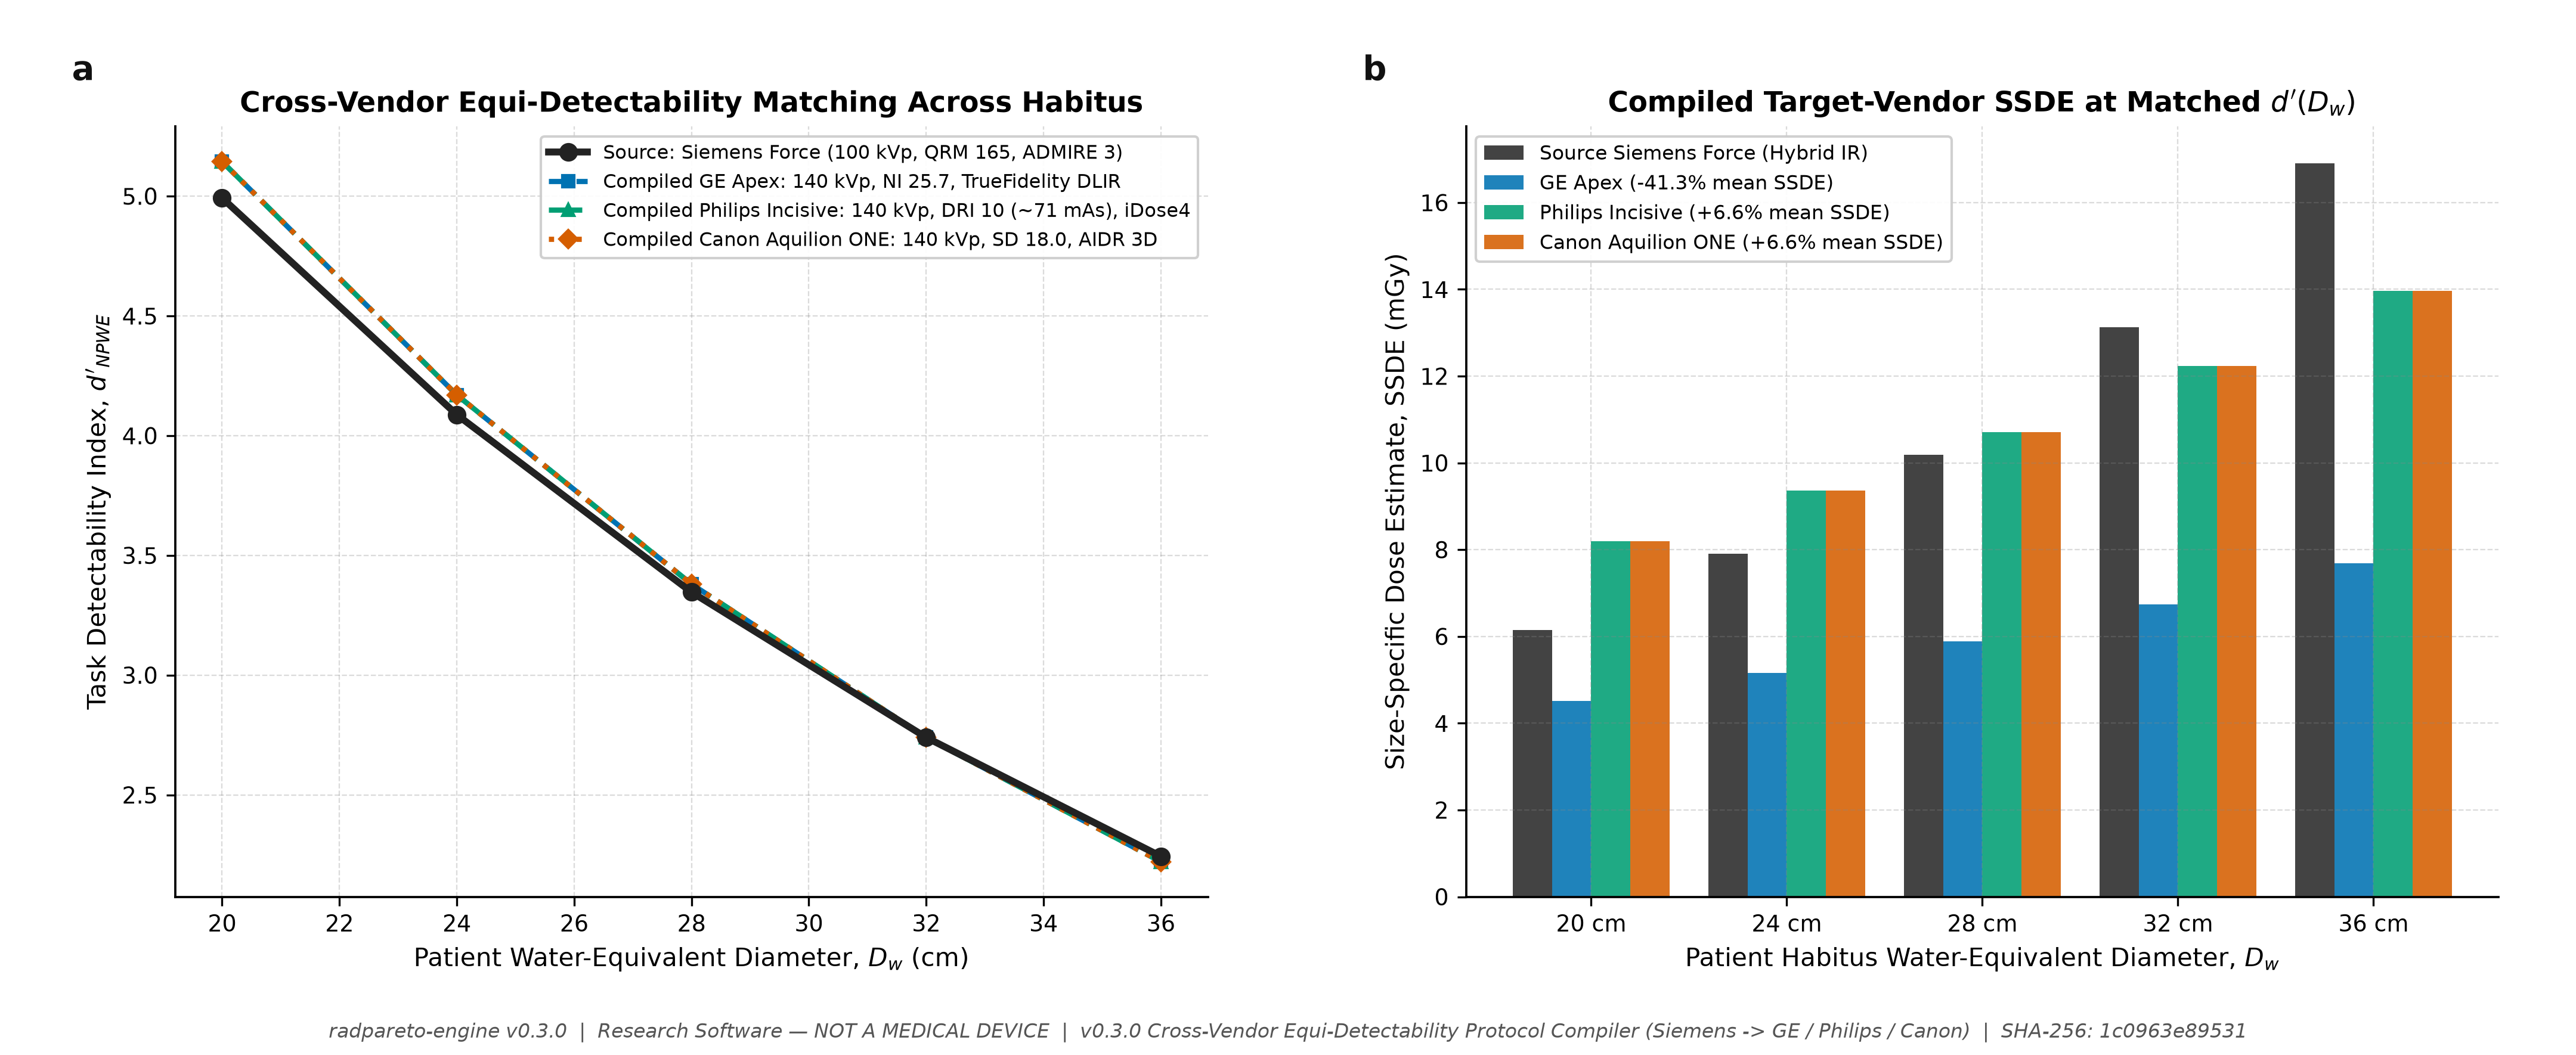 a
Cross-Vendor Equi-Detectability Matching Across Habitus
Source: Siemens Force (100 kVp, QRM 165, ADMIRE 3)
Compiled GE Apex: 140 kVp, NI 25.7, TrueFidelity DLIR
Compiled Philips Incisive: 140 kVp, DRI 10 (~71 mAs), iDose4
Compiled Canon Aquilion ONE: 140 kVp, SD 18.0, AIDR 3D
Task Detectability Index, d'NPWE
5.0
4.5
4.0
3.5
3.0
2.5
20 22 24 26 28 30 32 34 36
Patient Water-Equivalent Diameter, Dw (cm)
b
Compiled Target-Vendor SSDE at Matched d′(Dw)
Source Siemens Force (Hybrid IR)
GE Apex (-41.3% mean SSDE)
Philips Incisive (+6.6% mean SSDE)
Canon Aquilion ONE (+6.6% mean SSDE)
Size-Specific Dose Estimate, SSDE (mGy)
16
14
12
10
8
6
4
2
0
20 cm 24 cm 28 cm 32 cm 36 cm
Patient Habitus Water-Equivalent Diameter, Dw
radpareto-engine v0.3.0 | Research Software — NOT A MEDICAL DEVICE | v0.3.0 Cross-Vendor Equi-Detectability Protocol Compiler (Siemens -> GE / Philips / Canon) | SHA-256: 1c0963e89531